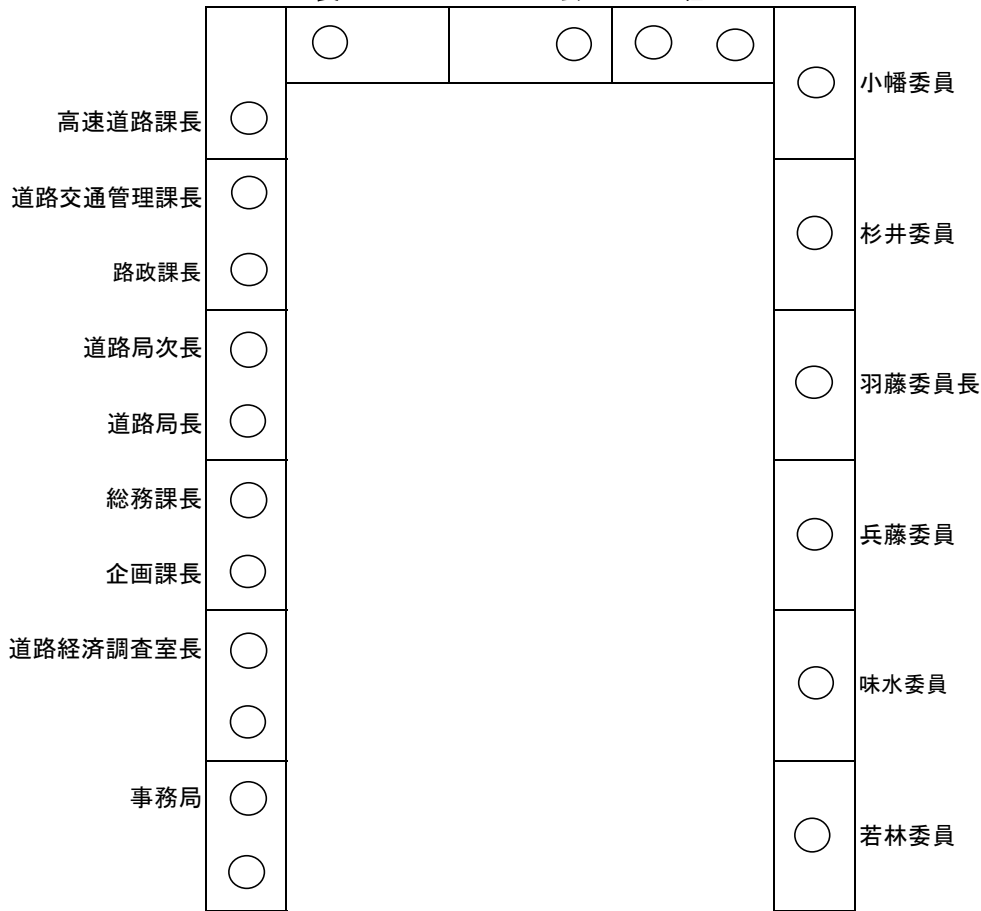 小幡委員
高速道路課長
道路交通管理課長
杉井委員
路政課長
道路局次長
羽藤委員長
道路局長
総務課長
兵藤委員
企画課長
道路経済調査室長
味水委員
事務局
若林委員